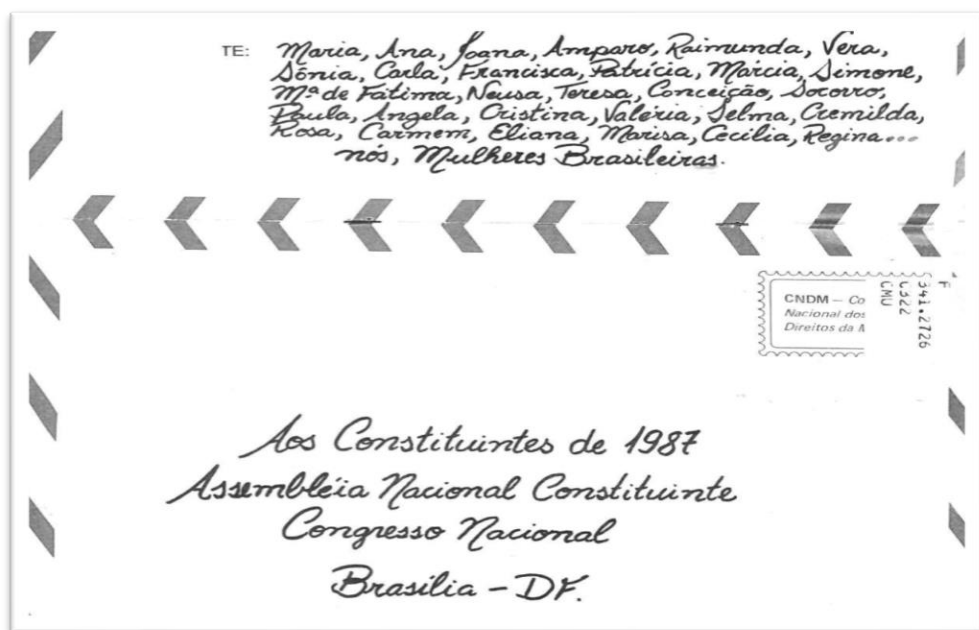 TE: Maria, Ana, Joana, Amparo, Raimunda, Vera,
Sônia, Carla, Francisca, Patrícia, Márcia, Simone,
Mª de Fátima, Neusa, Teresa, Conceição, Socorro,
Paula, Angela, Cristina, Valéria, Selma, Cremilda,
Rosa, Carmem, Eliana, Marisa, Cecília, Regina...
nós, Mulheres Brasileiras.
CNDM – Co
Nacional dos
Direitos da M
F
341.2726
C322
CMU
Aos Constituintes de 1987
Assembléia Nacional Constituinte
Congresso Nacional
Brasília – DF.